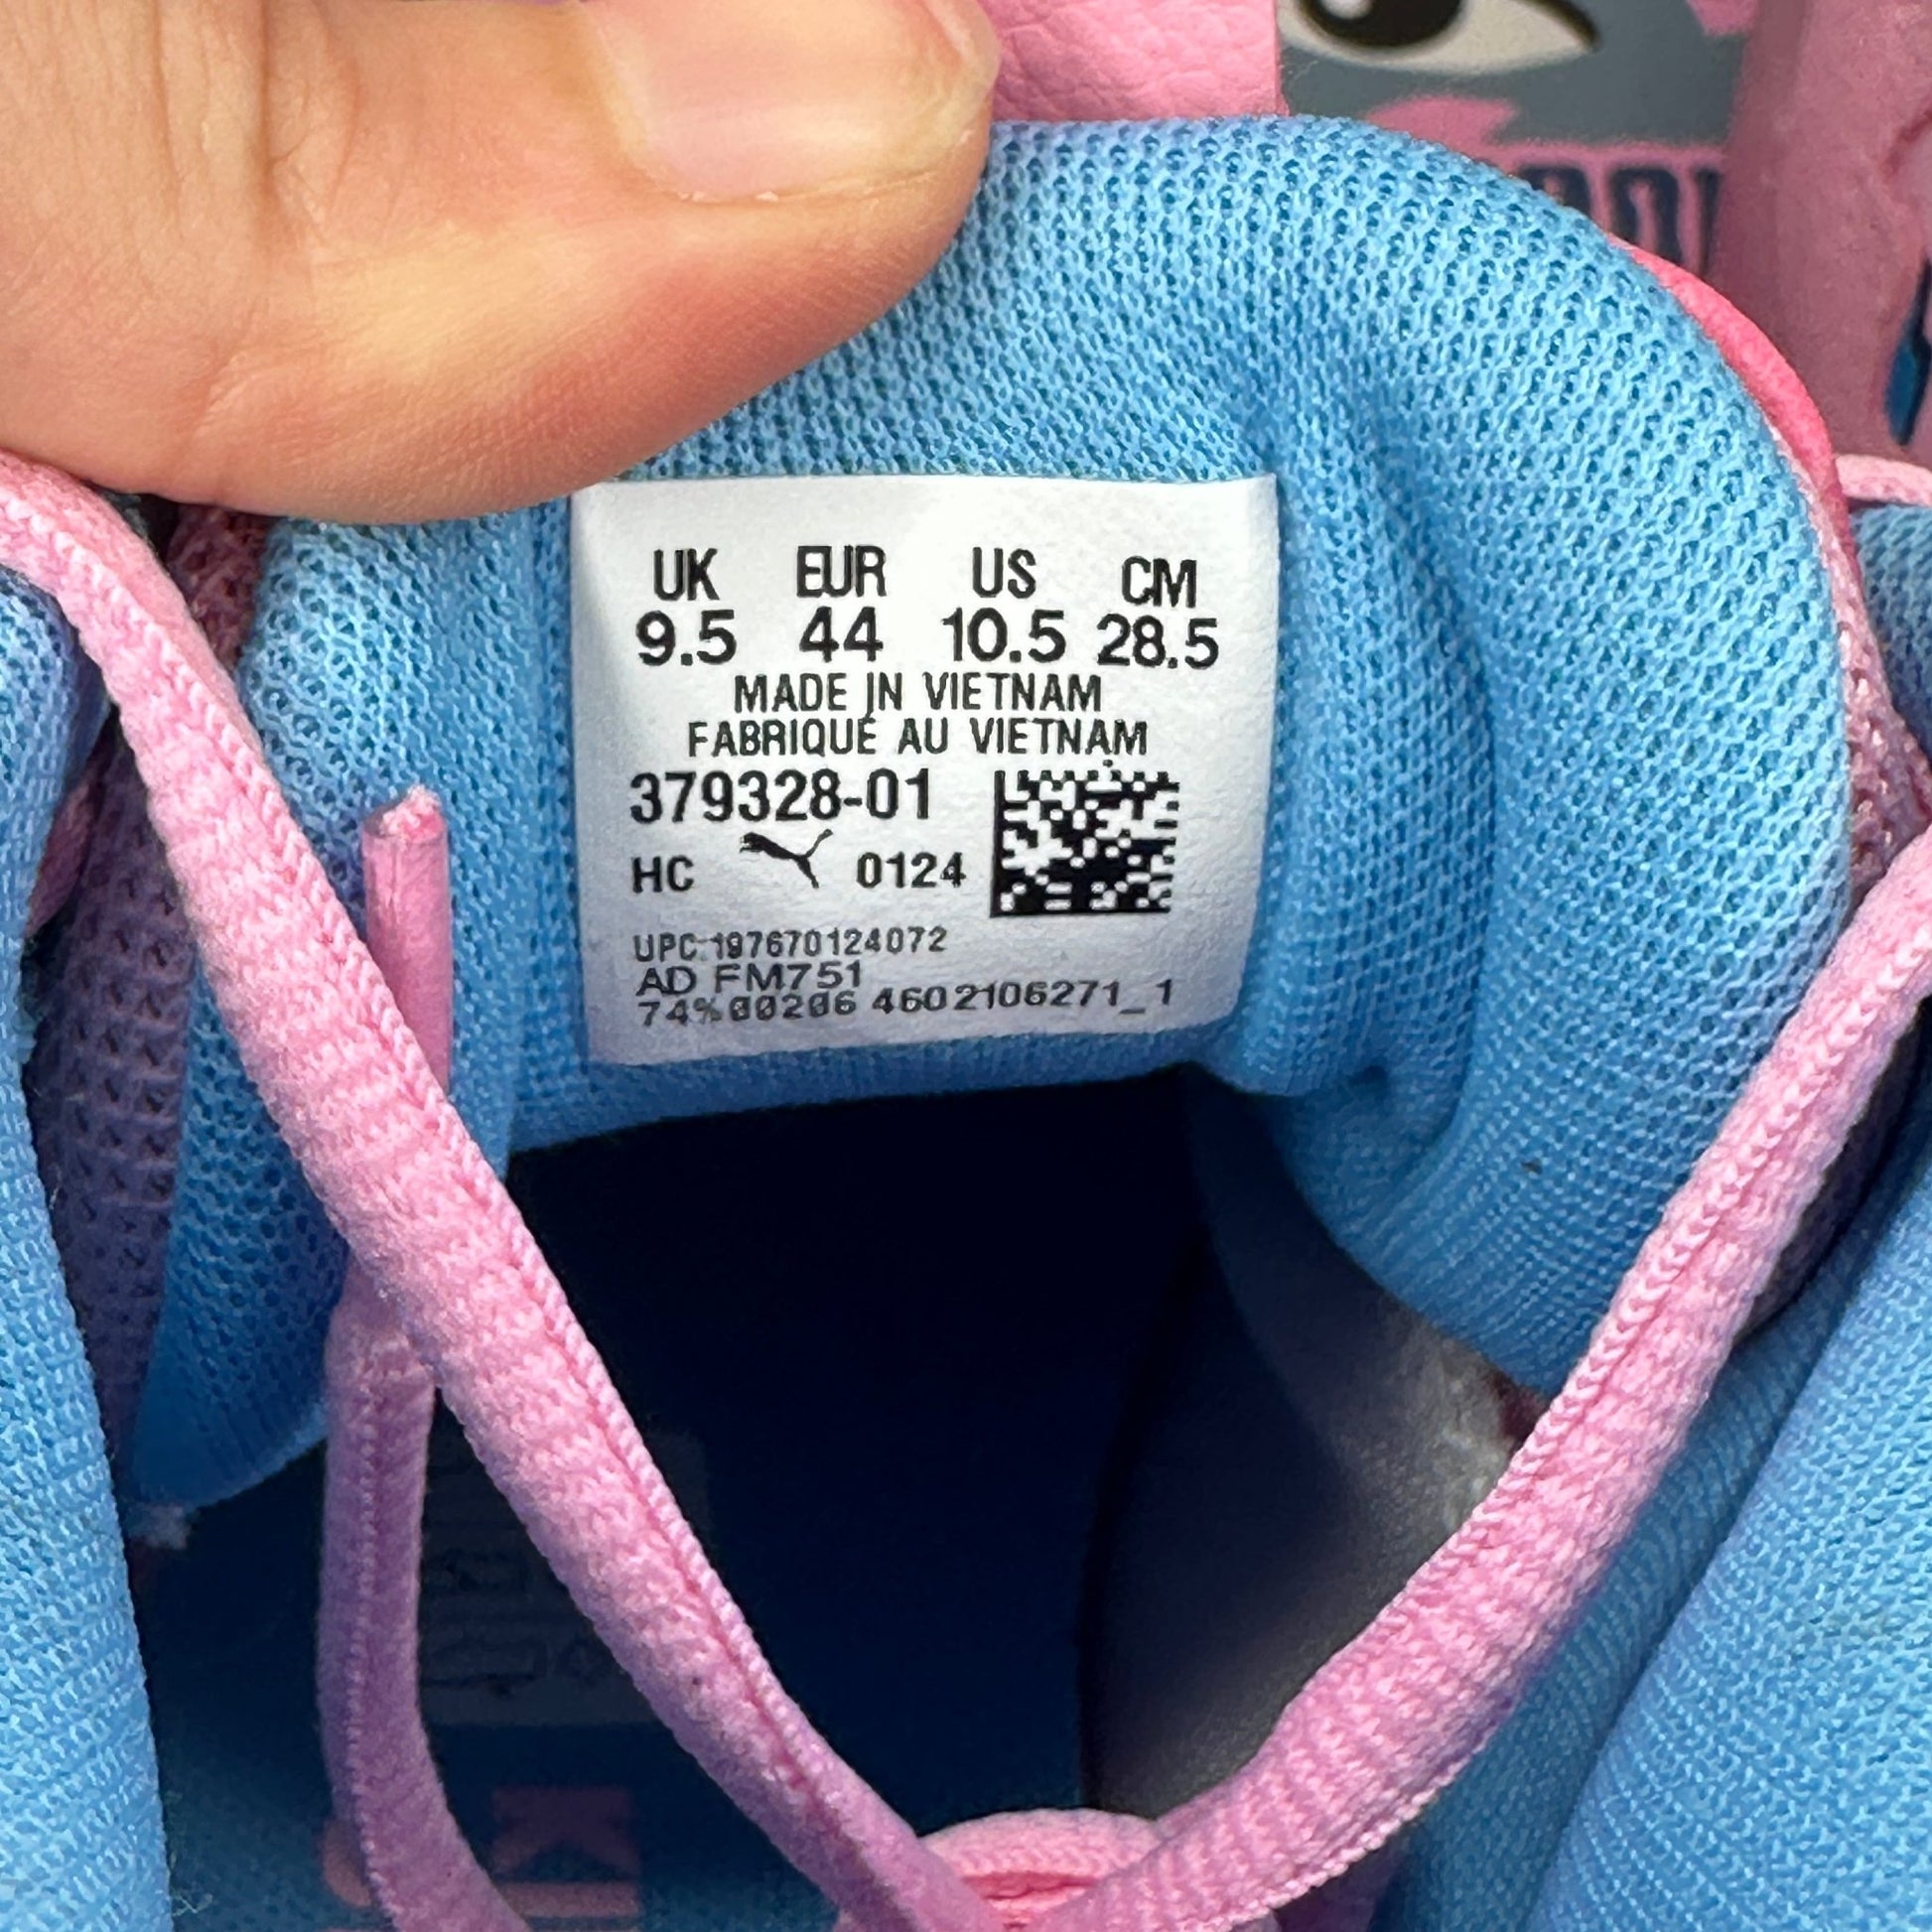 UK EUR US CM
9.5 44 10.5 28.5
MADE IN VIETNAM
FABRIQUÉ AU VIETNAM
379328-01
HC 0124
UPC:197670124072
AD FM751
74%00206 4602106271_1